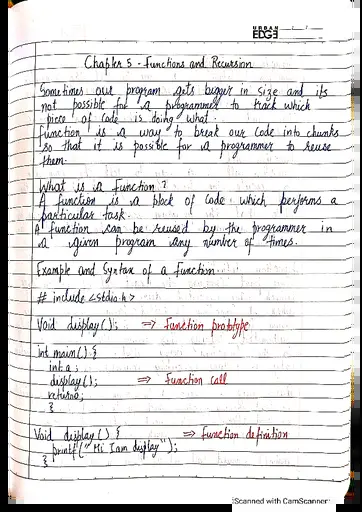 URBAN
EDGE
Chapter 5 - Functions and Recursion
Sometimes our program gets bigger in size and its
not possible for a programmer to track which
piece of code is doing what.
function is a way to break our code into chunks
so that it is possible for a programmer to reuse
them.
What is a Function ?
A function is a block of code which performs a
particular task.
A function can be reused by the programmer in
a given program any number of times.
Example and Syntax of a Function.
# include <stdio.h>
Void display(); ⇒ Function prototype
int main() {
int a;
display(); ⇒ Function call
return 0;
}
Void display() { ⇒ Function definition
printf("Hi I am display");
}
Scanned with CamScanner